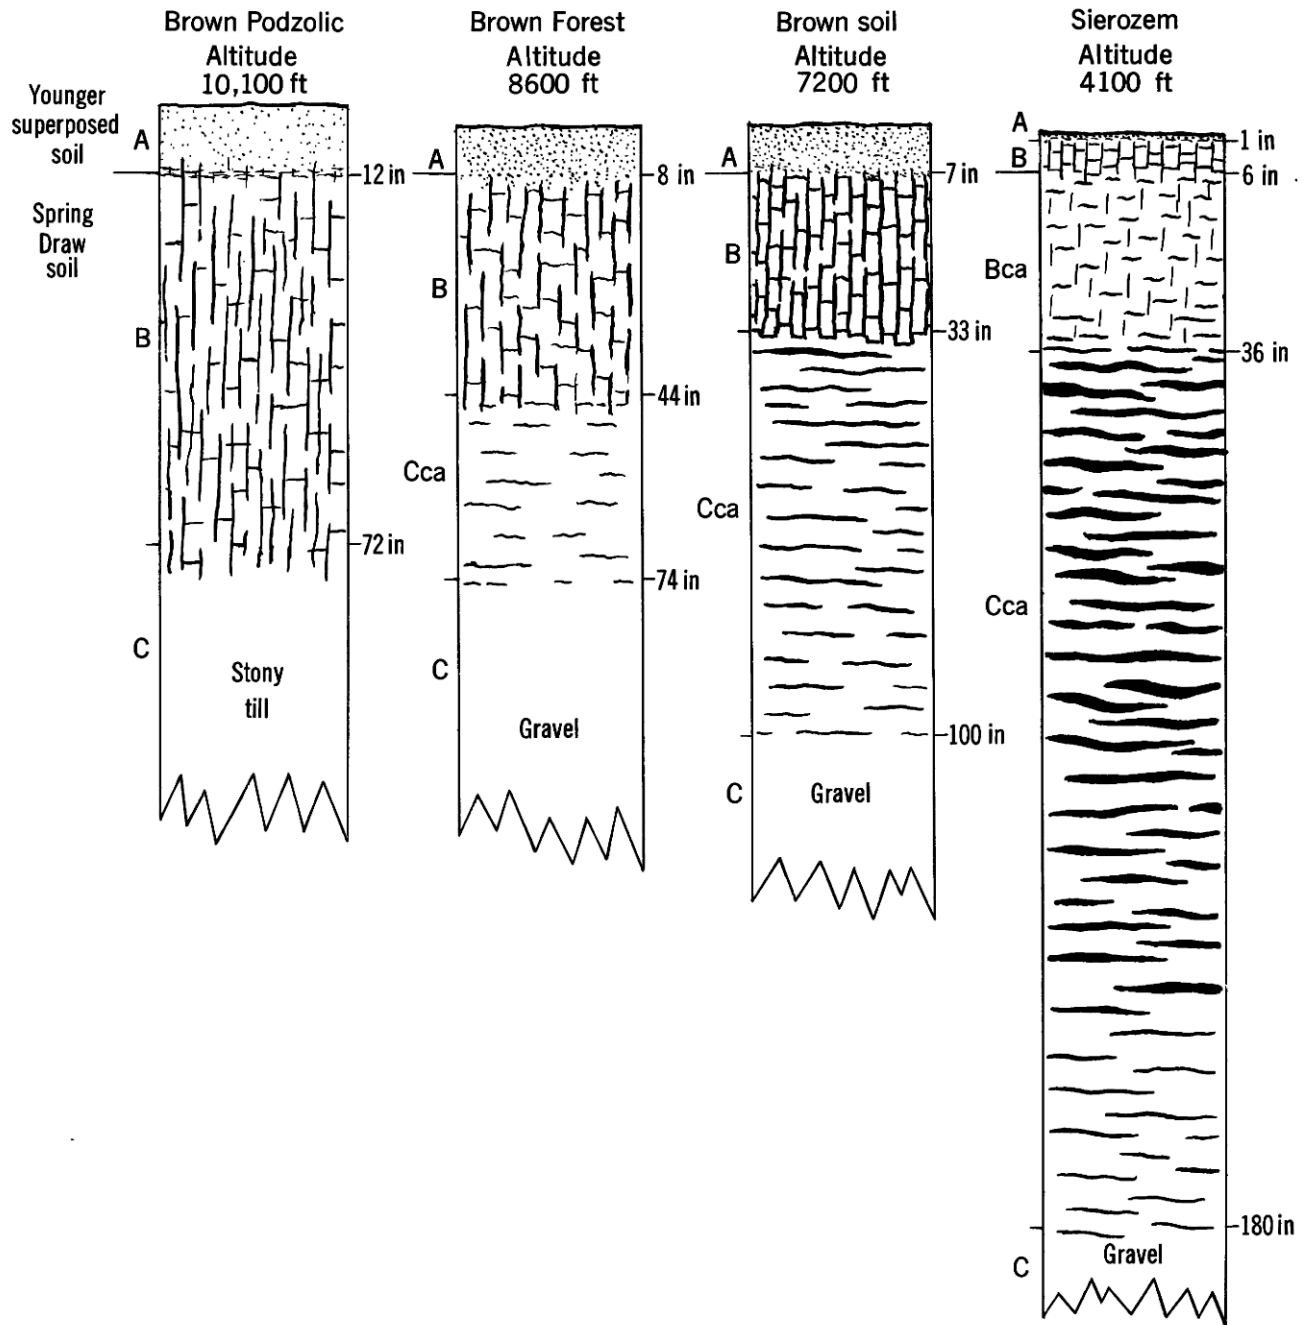 Brown Podzolic
Altitude
10,100 ft
Brown Forest
Altitude
8600 ft
Brown soil
Altitude
7200 ft
Sierozem
Altitude
4100 ft
Younger
superposed
soil
Spring
Draw
soil
A
12 in
B
72 in
C
Stony
till
A
8 in
B
44 in
Cca
74 in
C
Gravel
A
7 in
B
33 in
Cca
100 in
C
Gravel
A
1 in
B
6 in
Bca
36 in
Cca
180 in
C
Gravel